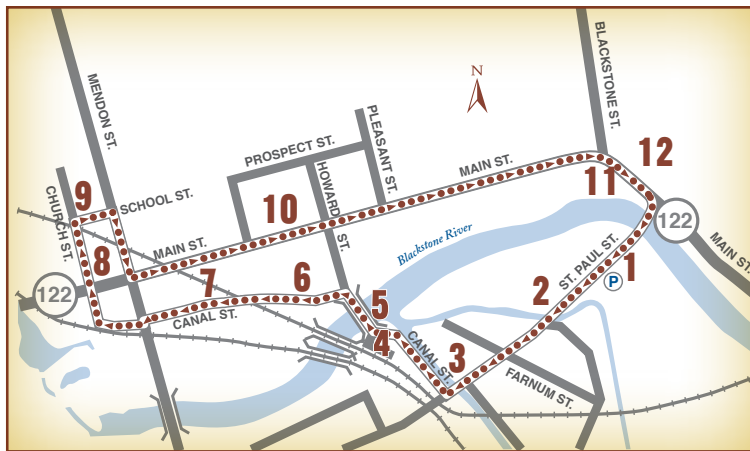 N
BLACKSTONE ST.
MENDON ST.
PLEASANT ST.
PROSPECT ST.
12
MAIN ST.
HOWARD ST.
11
CHURCH ST.
9
SCHOOL ST.
10
122
MAIN ST.
Blackstone River
MAIN ST.
8
7
6
ST. PAUL ST.
1
P
122
CANAL ST.
5
2
4
CANAL ST.
3
FARNUM ST.